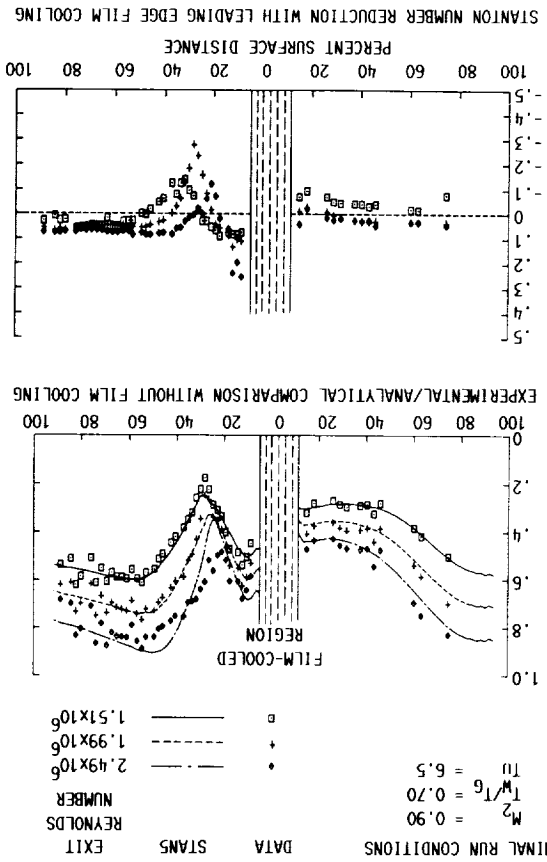 INAL RUN CONDITIONS DATA STAN5 EXIT REYNOLDS NUMBER
M2 = 0.90
TW/TG = 0.70
TU = 6.5
2.49x10^6
1.99x10^6
1.51x10^6
1.0
.8
.6
.4
.2
0
FILM-COOLED
REGION
100 80 60 40 20 0 20 40 60 80 100
EXPERIMENTAL/ANALYTICAL COMPARISON WITHOUT FILM COOLING
.5
.4
.3
.2
.1
0
-.1
-.2
-.3
-.4
-.5
100 80 60 40 20 0 20 40 60 80 100
PERCENT SURFACE DISTANCE
STANTON NUMBER REDUCTION WITH LEADING EDGE FILM COOLING